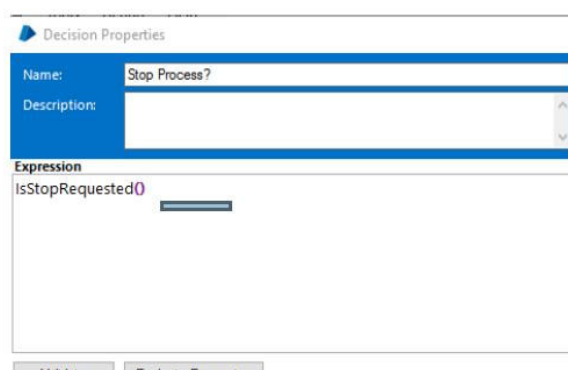 Decision Properties
Name: Stop Process?
Description:
Expression
IsStopRequested()